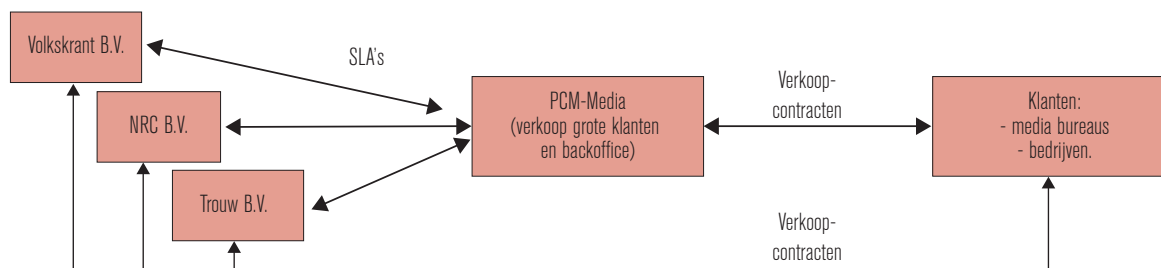 Volkskrant B.V.
SLA's
NRC B.V.
PCM-Media
(verkoop grote klanten
en backoffice)
Verkoop-
contracten
Klanten:
- media bureaus
- bedrijven.
Trouw B.V.
Verkoop-
contracten